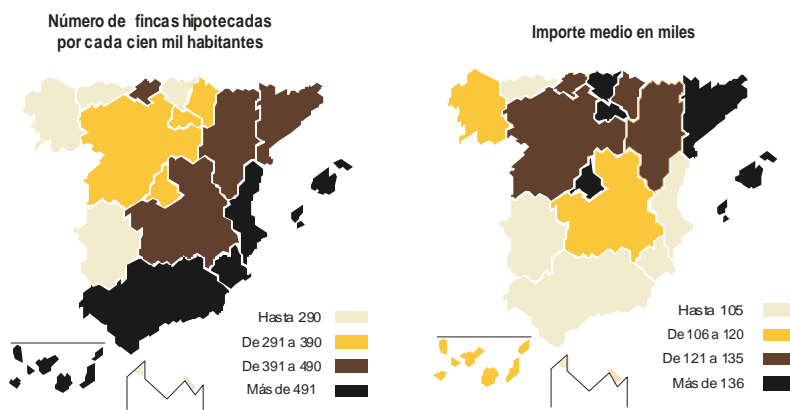 Número de fincas hipotecadas
por cada cien mil habitantes
Hasta 290
De 291 a 390
De 391 a 490
Más de 491
Importe medio en miles
Hasta 105
De 106 a 120
De 121 a 135
Más de 136